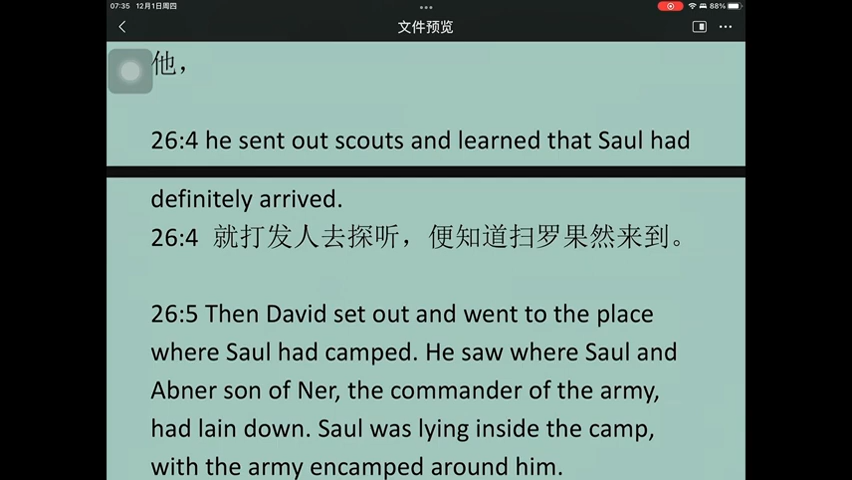 07:35 12月1日周四
88%
文件预览
他，
26:4 he sent out scouts and learned that Saul had
definitely arrived.
26:4 就打发人去探听，便知道扫罗果然来到。
26:5 Then David set out and went to the place
where Saul had camped. He saw where Saul and
Abner son of Ner, the commander of the army,
had lain down. Saul was lying inside the camp,
with the army encamped around him.